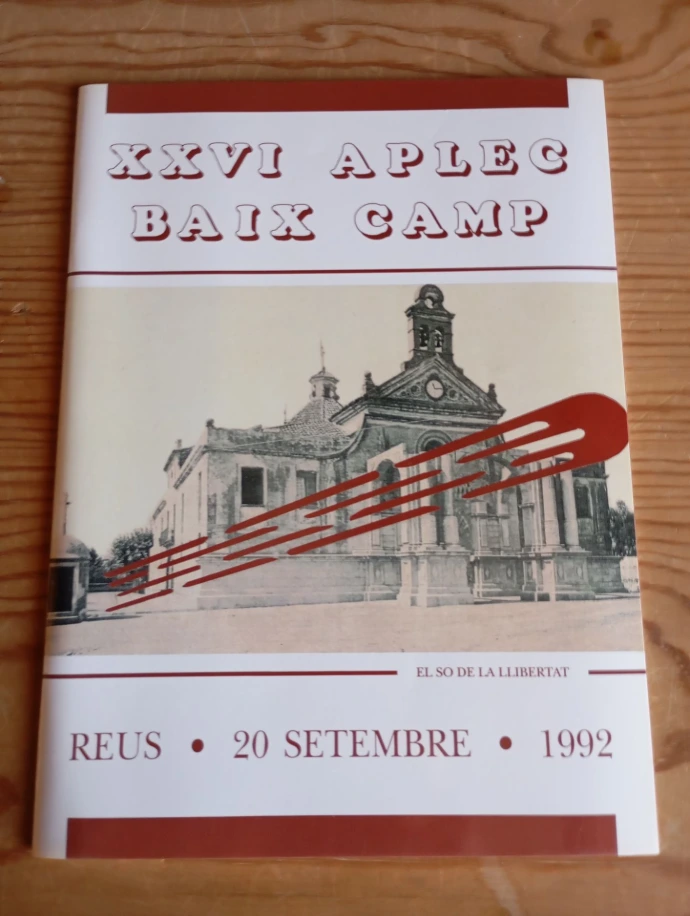 XXVI APLEC
BAIX CAMP
EL SO DE LA LLIBERTAT
REUS • 20 SETEMBRE • 1992